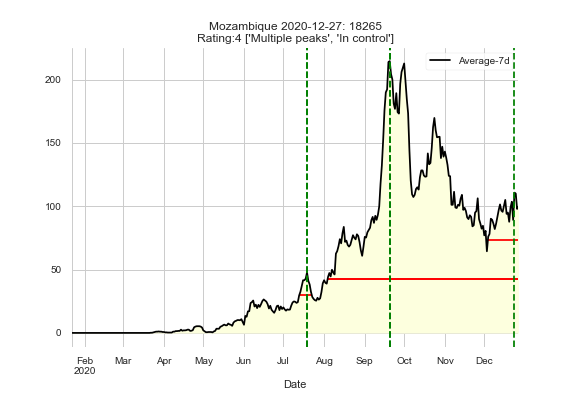 Mozambique 2020-12-27: 18265
Rating:4 ['Multiple peaks', 'In control']
Average-7d
200
150
100
50
0
Feb Mar Apr May Jun Jul Aug Sep Oct Nov Dec
2020
Date